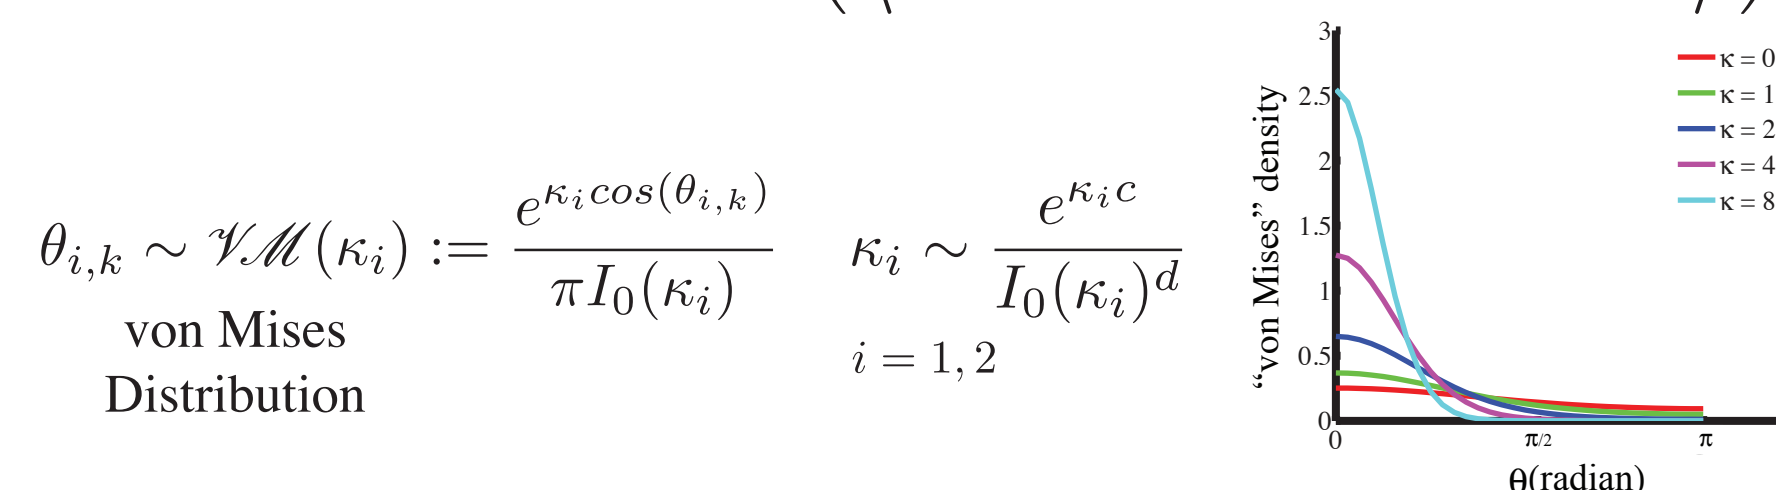 θ_{i,k} ∼ 𝒱ℳ(κ_i) := \frac{e^{κ_i cos(θ_{i,k})}}{πI_0(κ_i)}
von Mises
Distribution
κ_i ∼ \frac{e^{κ_i c}}{I_0(κ_i)^d}
i = 1, 2
“von Mises” density
3
2.5
2
1.5
1
0.5
0
κ = 0
κ = 1
κ = 2
κ = 4
κ = 8
0
π/2
π
θ(radian)